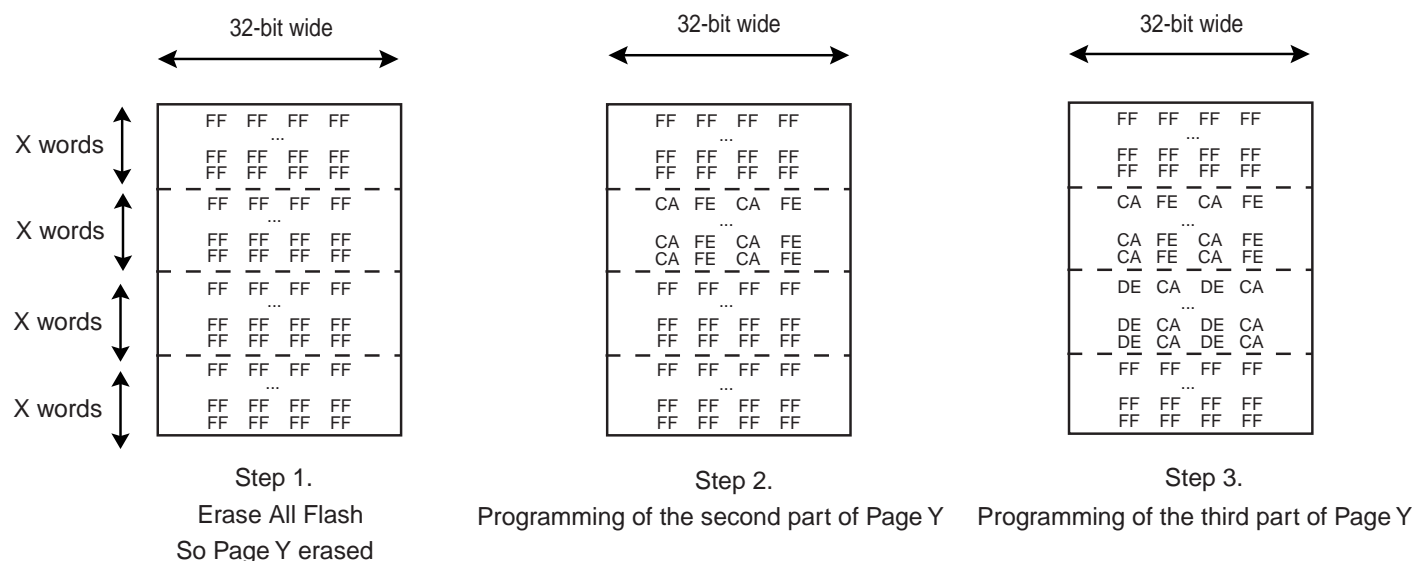 32-bit wide
32-bit wide
32-bit wide
X words
X words
X words
X words
FF FF FF FF
...
FF FF FF FF
FF FF FF FF
FF FF FF FF
...
FF FF FF FF
FF FF FF FF
FF FF FF FF
...
FF FF FF FF
FF FF FF FF
FF FF FF FF
...
FF FF FF FF
FF FF FF FF
Step 1.
Erase All Flash
So Page Y erased
FF FF FF FF
...
FF FF FF FF
FF FF FF FF
CA FE CA FE
...
CA FE CA FE
CA FE CA FE
FF FF FF FF
...
FF FF FF FF
FF FF FF FF
FF FF FF FF
...
FF FF FF FF
FF FF FF FF
Step 2.
Programming of the second part of Page Y
FF FF FF FF
...
FF FF FF FF
FF FF FF FF
CA FE CA FE
...
CA FE CA FE
CA FE CA FE
DE CA DE CA
...
DE CA DE CA
DE CA DE CA
FF FF FF FF
...
FF FF FF FF
FF FF FF FF
Step 3.
Programming of the third part of Page Y